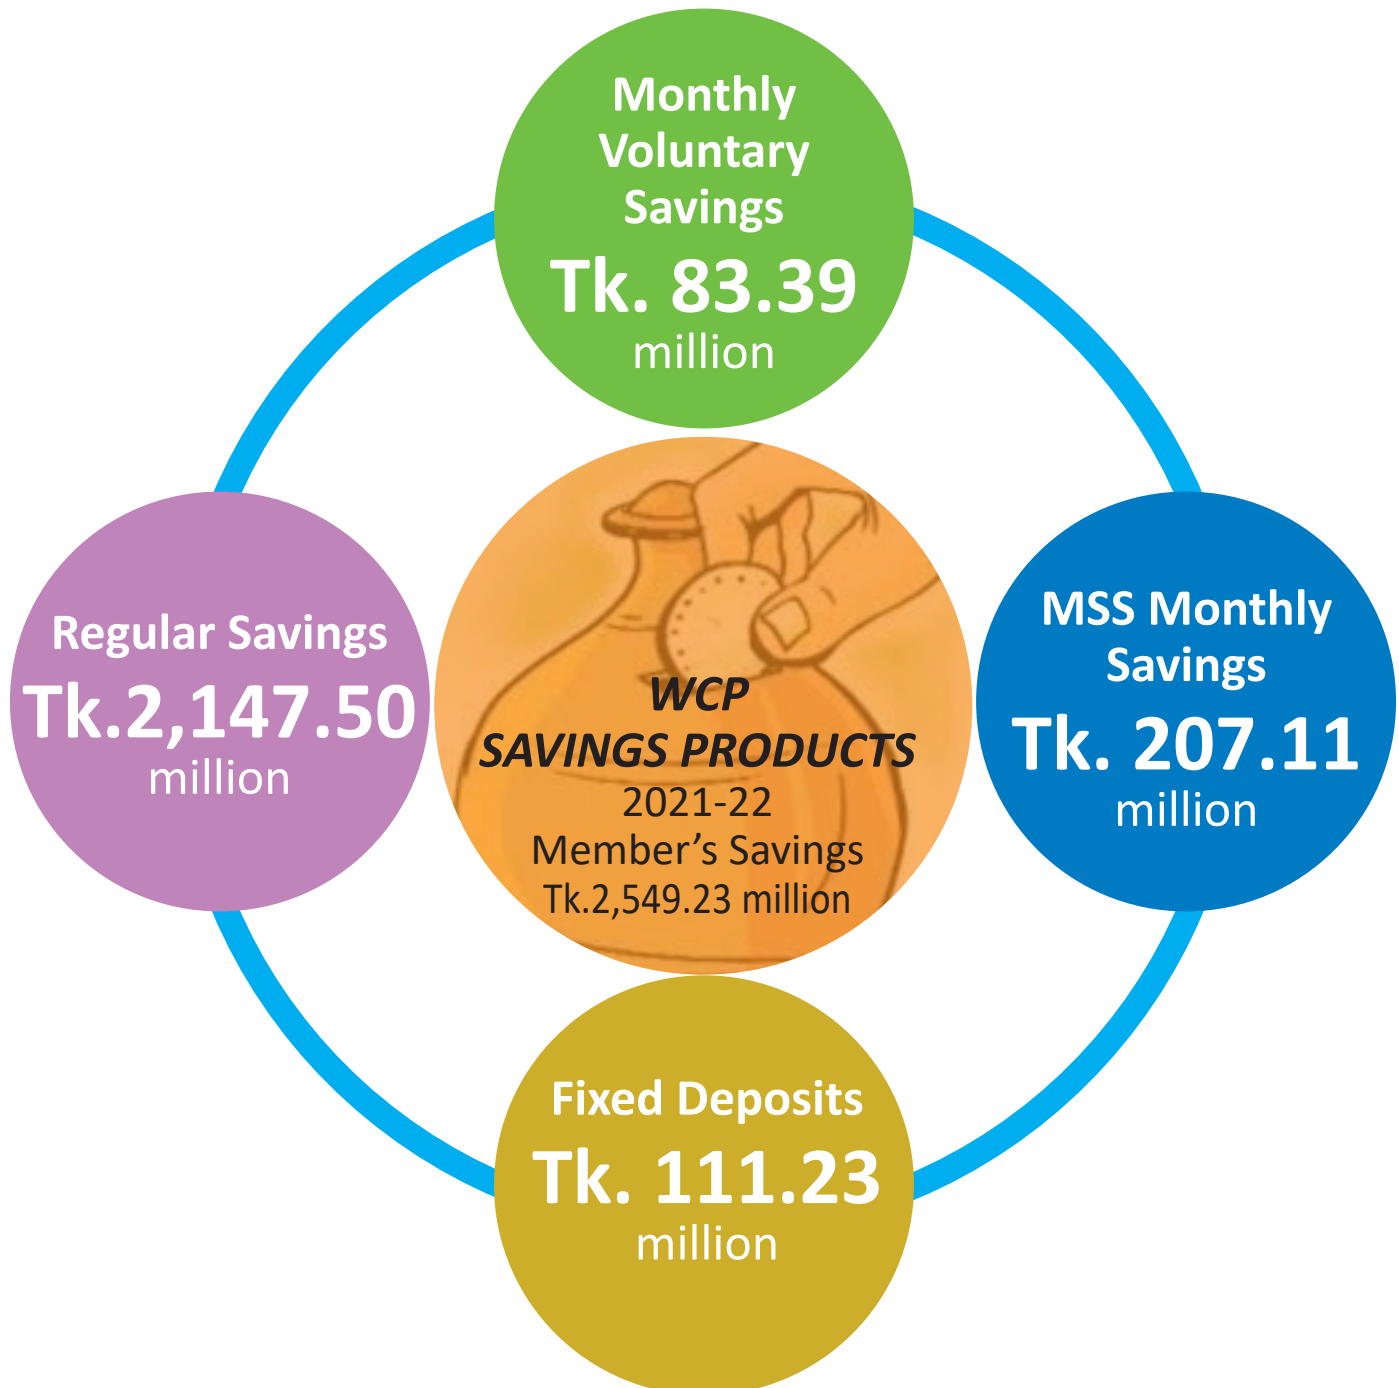 Monthly
Voluntary
Savings
Tk. 83.39
million
Regular Savings
Tk.2,147.50
million
WCP
SAVINGS PRODUCTS
2021-22
Member’s Savings
Tk.2,549.23 million
MSS Monthly
Savings
Tk. 207.11
million
Fixed Deposits
Tk. 111.23
million